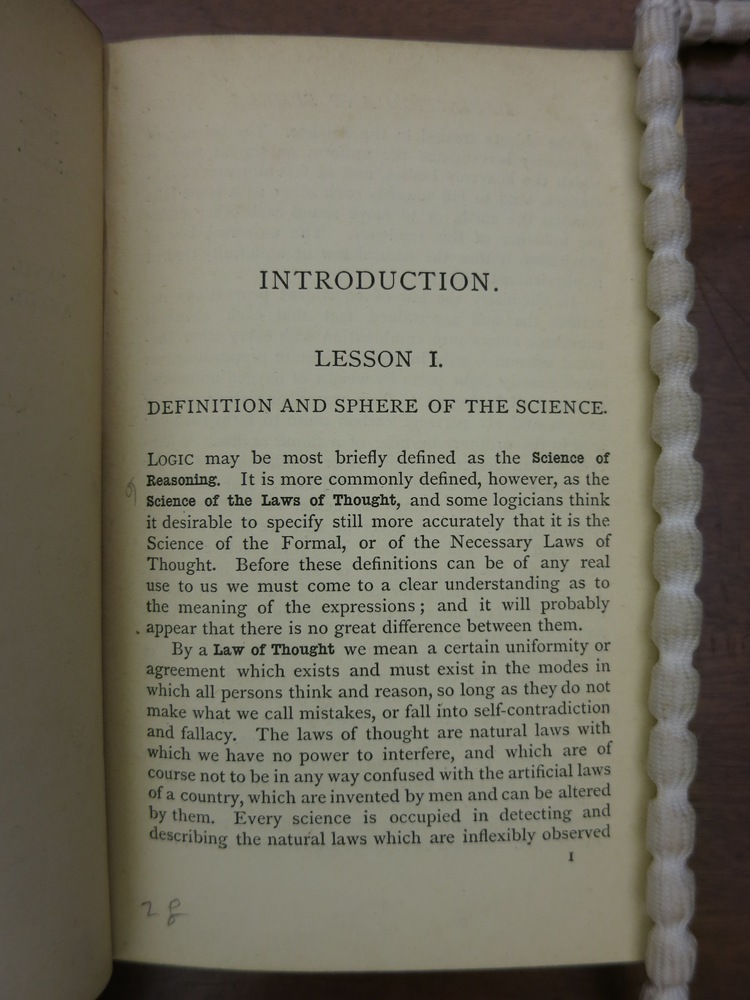 INTRODUCTION.
LESSON I.
DEFINITION AND SPHERE OF THE SCIENCE.
LOGIC may be most briefly defined as the Science of
Reasoning. It is more commonly defined, however, as the
Science of the Laws of Thought, and some logicians think
it desirable to specify still more accurately that it is the
Science of the Formal, or of the Necessary Laws of
Thought. Before these definitions can be of any real
use to us we must come to a clear understanding as to
the meaning of the expressions; and it will probably
appear that there is no great difference between them.
By a Law of Thought we mean a certain uniformity or
agreement which exists and must exist in the modes in
which all persons think and reason, so long as they do not
make what we call mistakes, or fall into self-contradiction
and fallacy. The laws of thought are natural laws with
which we have no power to interfere, and which are of
course not to be in any way confused with the artificial laws
of a country, which are invented by men and can be altered
by them. Every science is occupied in detecting and
describing the natural laws which are inflexibly observed
1